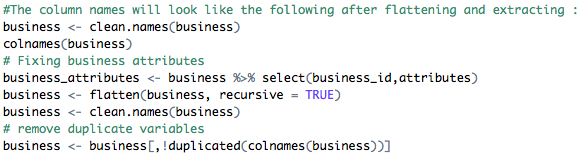 #The column names will look like the following after flattening and extracting :
business <- clean.names(business)
colnames(business)
# Fixing business attributes
business_attributes <- business %>% select(business_id,attributes)
business <- flatten(business, recursive = TRUE)
business <- clean.names(business)
# remove duplicate variables
business <- business[,!duplicated(colnames(business))]